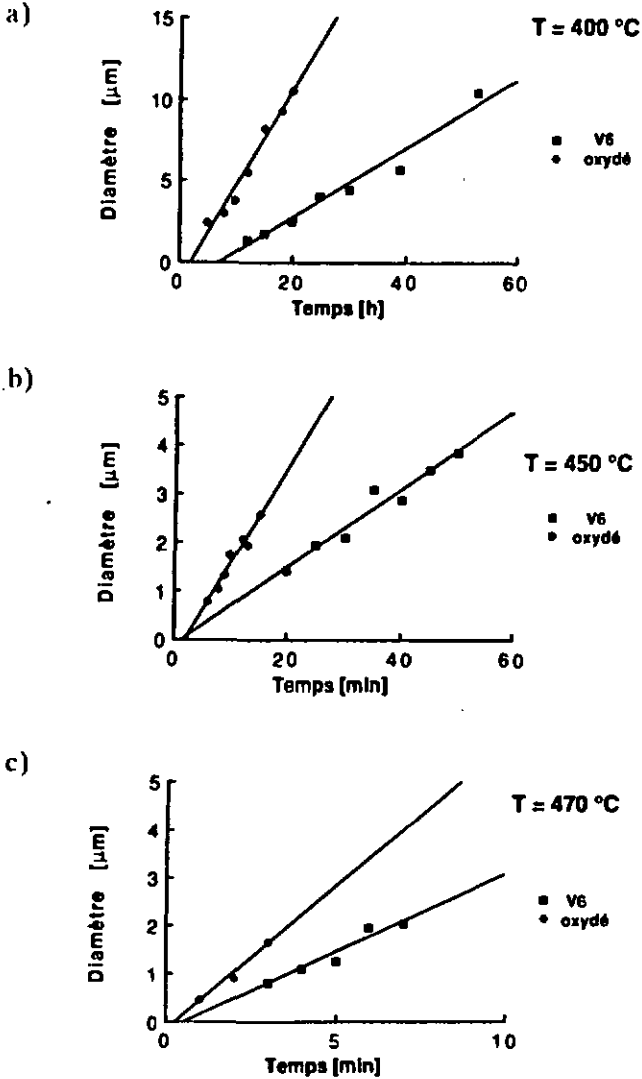 a)
T = 400 °C
15
10
5
0
Diamètre [µm]
V6
oxydé
0
20
40
60
Temps [h]
b)
T = 450 °C
5
4
3
2
1
0
Diamètre [µm]
V6
oxydé
0
20
40
60
Temps [min]
c)
T = 470 °C
5
4
3
2
1
0
Diamètre [µm]
V6
oxydé
0
5
10
Temps [min]